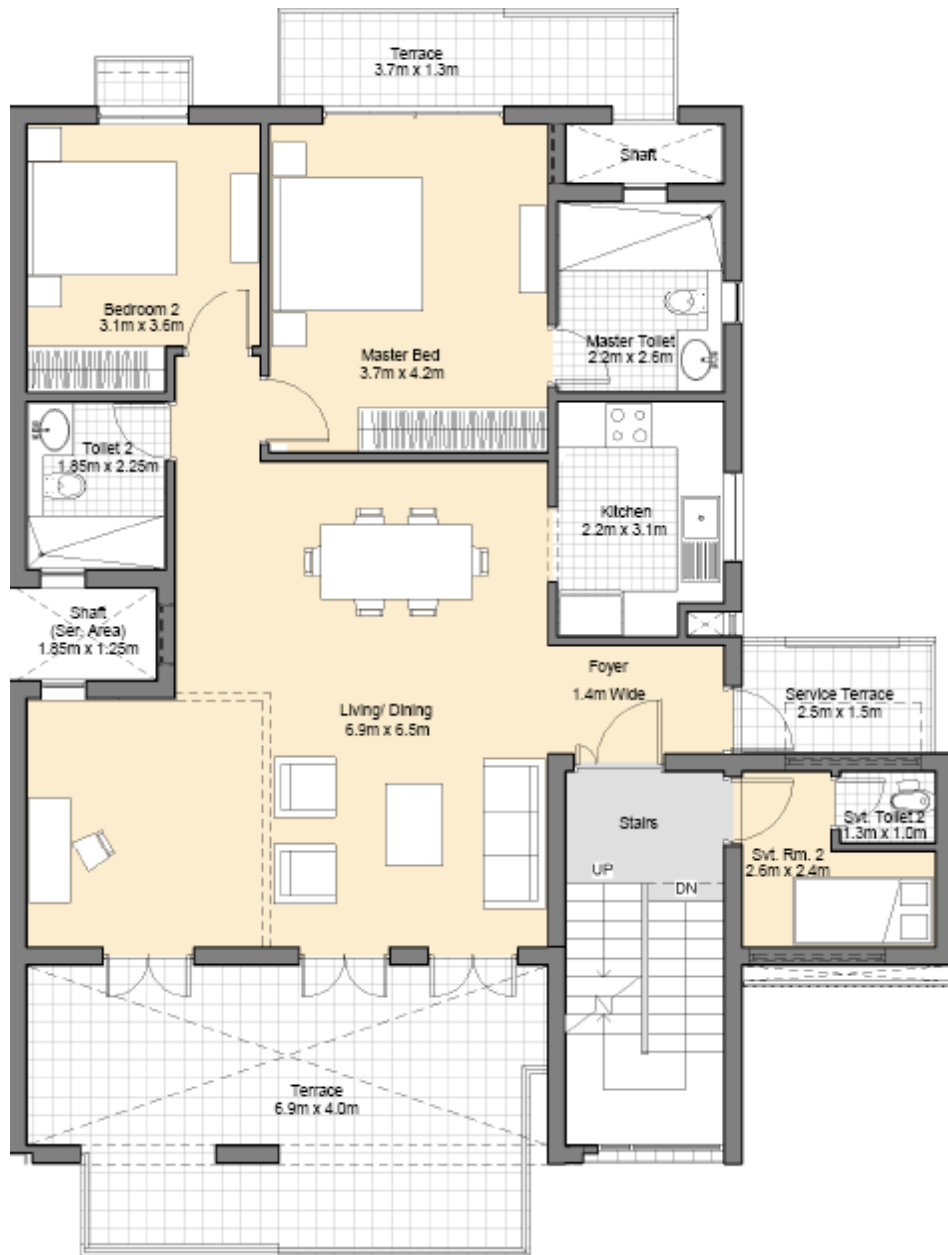 Terrace
3.7m x 1.3m
Shaft
Bedroom 2
3.1m x 3.6m
Master Bed
3.7m x 4.2m
Master Toilet
2.2m x 2.6m
Toilet 2
1.85m x 2.25m
Kitchen
2.2m x 3.1m
Shaft
(Ser. Area)
1.85m x 1.25m
Foyer
1.4m Wide
Living/ Dining
6.9m x 6.5m
Service Terrace
2.5m x 1.5m
Stairs
UP
DN
Svt. Toilet 2
1.3m x 1.0m
Svt. Rm. 2
2.6m x 2.4m
Terrace
6.9m x 4.0m